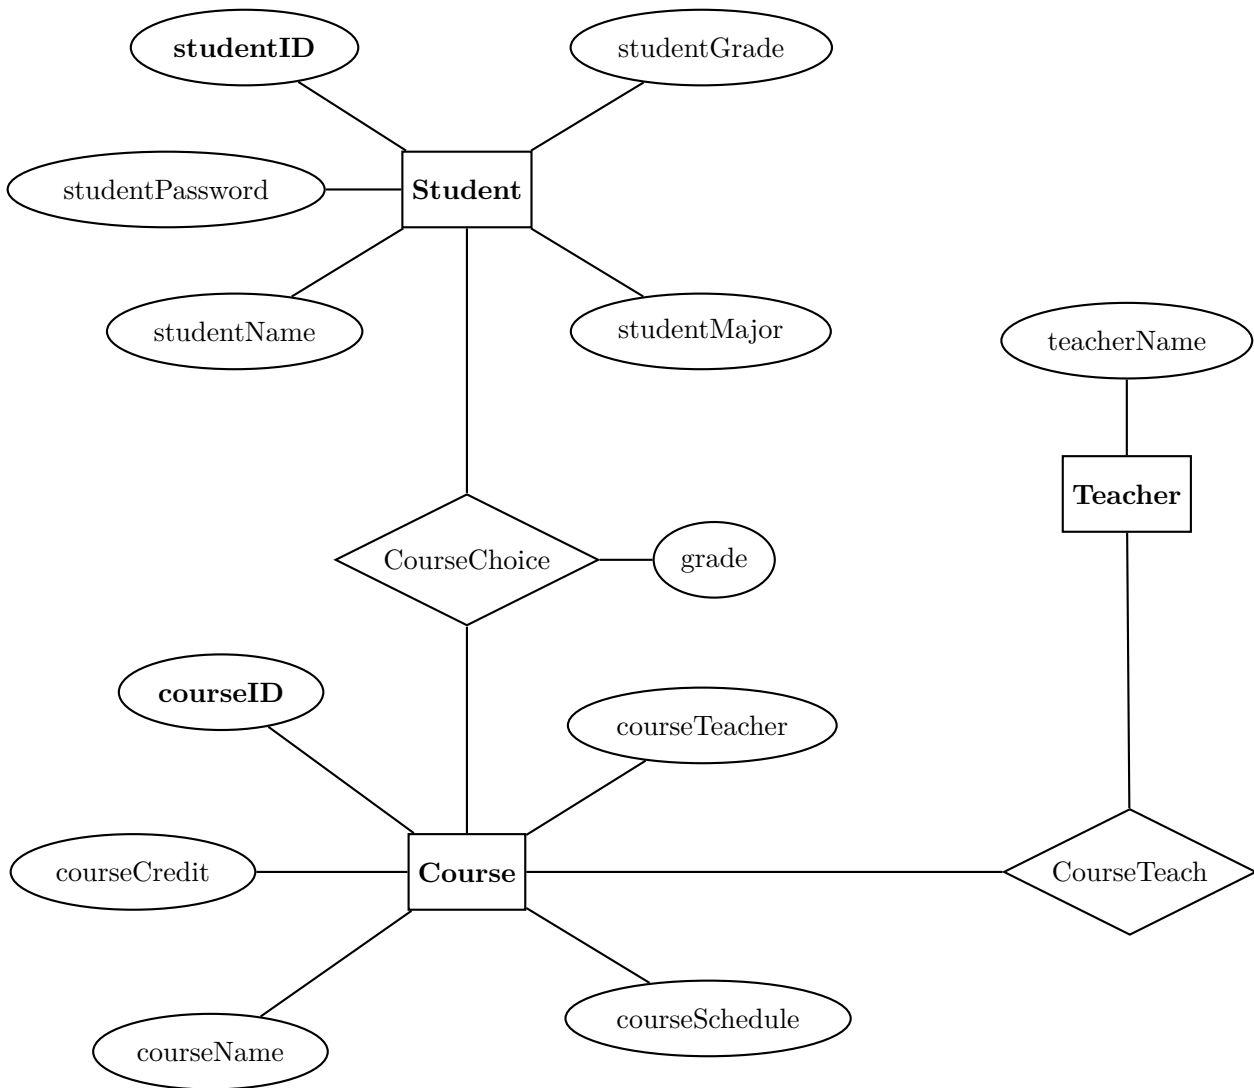 studentID
studentGrade
studentPassword
Student
studentName
studentMajor
teacherName
Teacher
CourseChoice
grade
courseID
courseTeacher
courseCredit
Course
CourseTeach
courseSchedule
courseName